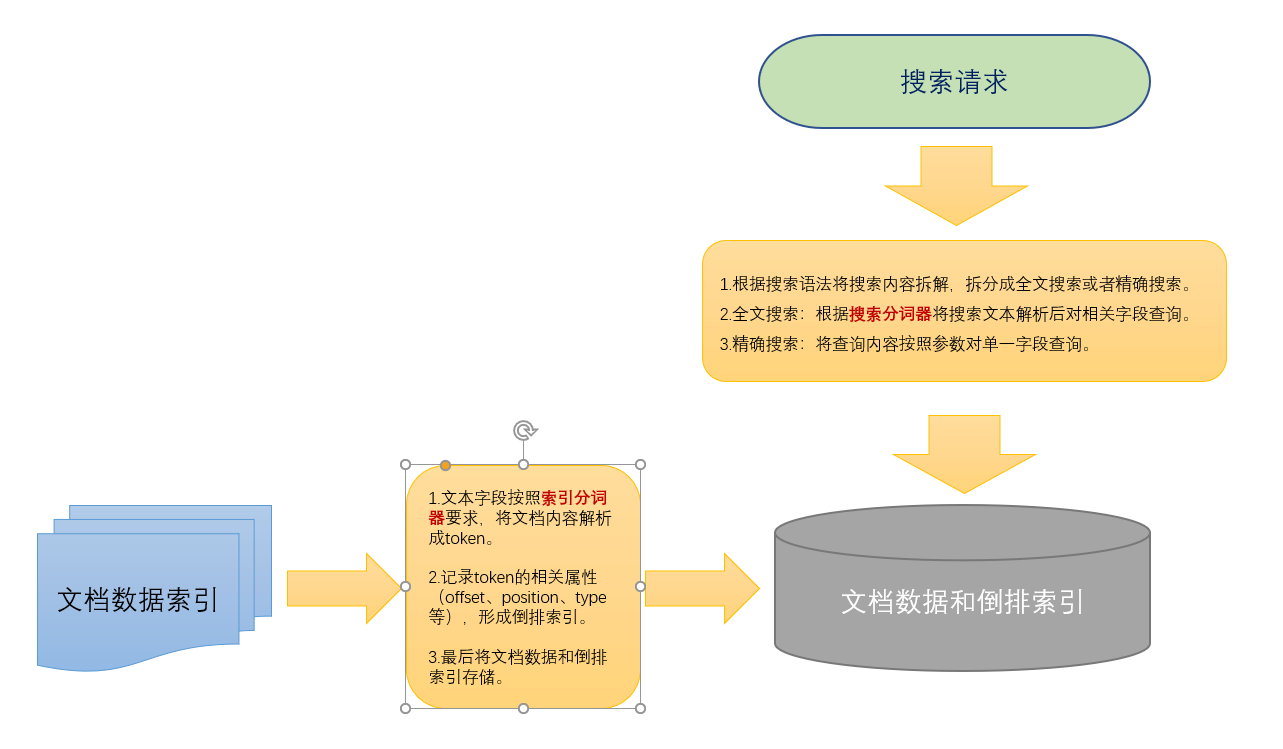 搜索请求
1.根据搜索语法将搜索内容拆解，拆分成全文搜索或者精确搜索。
2.全文搜索：根据搜索分词器将搜索文本解析后对相关字段查询。
3.精确搜索：将查询内容按照参数对单一字段查询。
文档数据索引
1.文本字段按照索引分词
器要求，将文档内容解析
成token。
2.记录token的相关属性
（offset、position、type
等），形成倒排索引。
3.最后将文档数据和倒排
索引存储。
文档数据和倒排索引